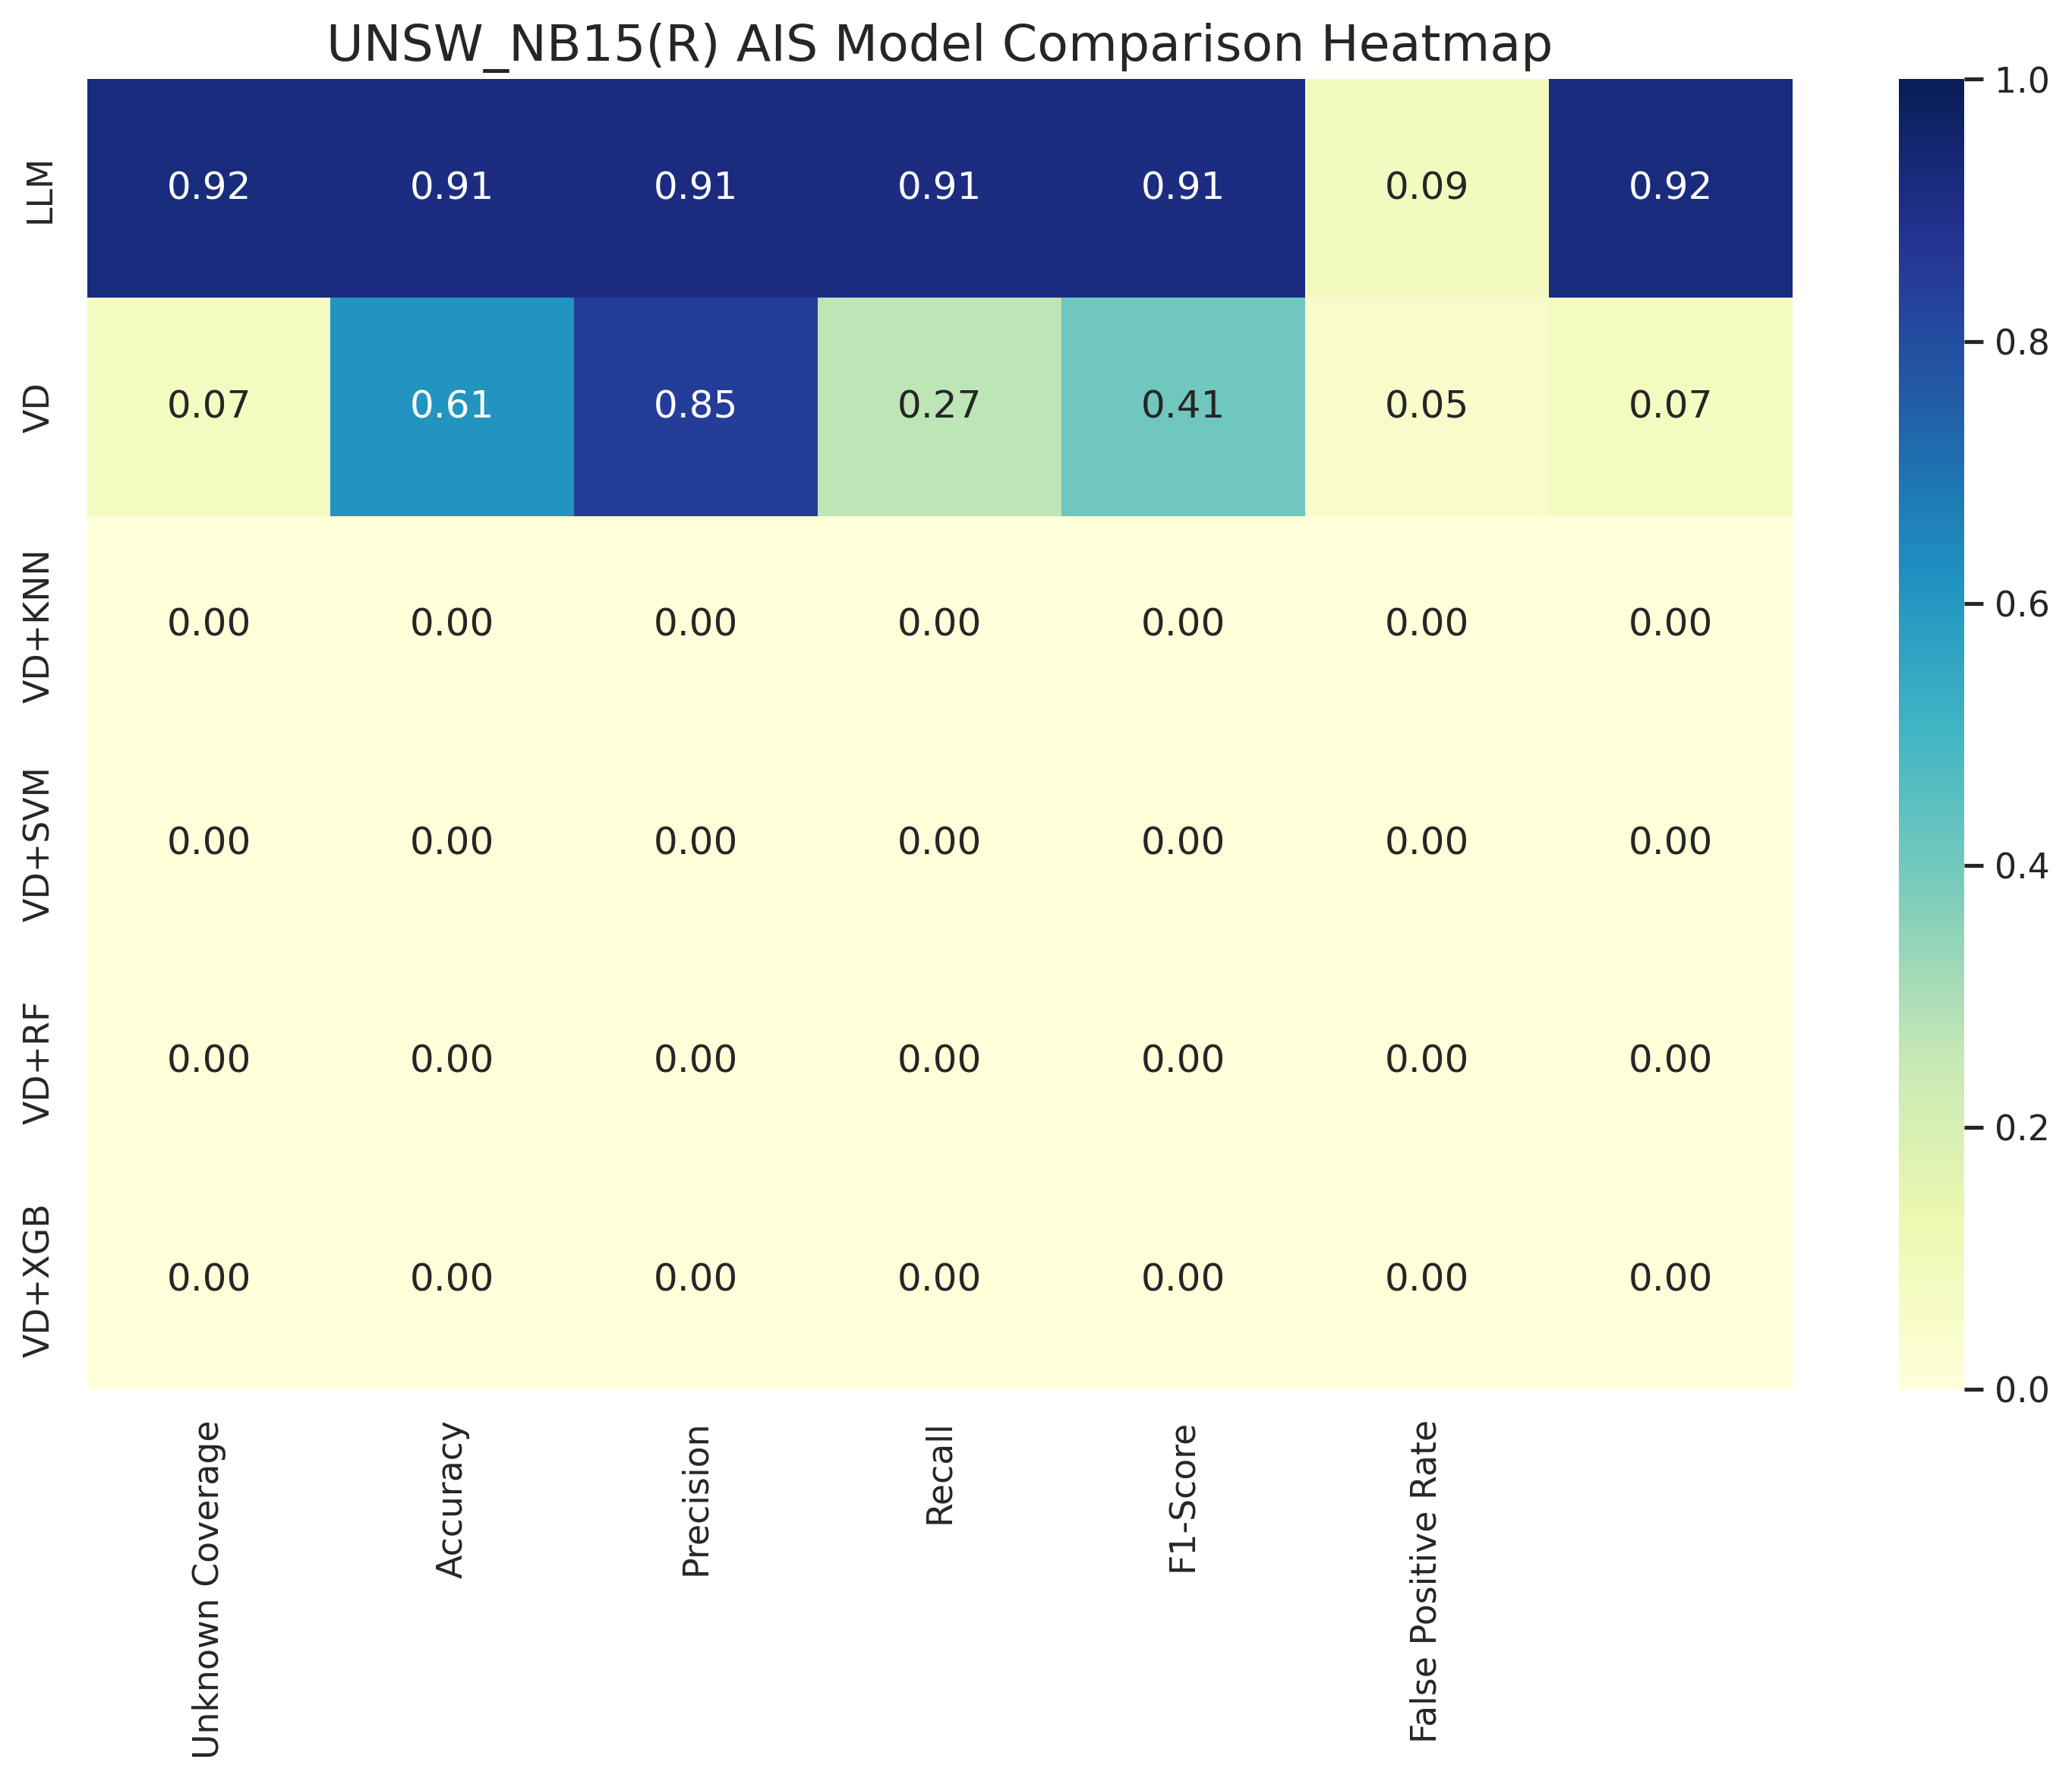 UNSW_NB15(R) AIS Model Comparison Heatmap
LLM
0.92 0.91 0.91 0.91 0.91 0.09 0.92
VD
0.07 0.61 0.85 0.27 0.41 0.05 0.07
VD+KNN
0.00 0.00 0.00 0.00 0.00 0.00 0.00
VD+SVM
0.00 0.00 0.00 0.00 0.00 0.00 0.00
VD+RF
0.00 0.00 0.00 0.00 0.00 0.00 0.00
VD+XGB
0.00 0.00 0.00 0.00 0.00 0.00 0.00
Unknown Coverage
Accuracy
Precision
Recall
F1-Score
False Positive Rate
1.0
0.8
0.6
0.4
0.2
0.0